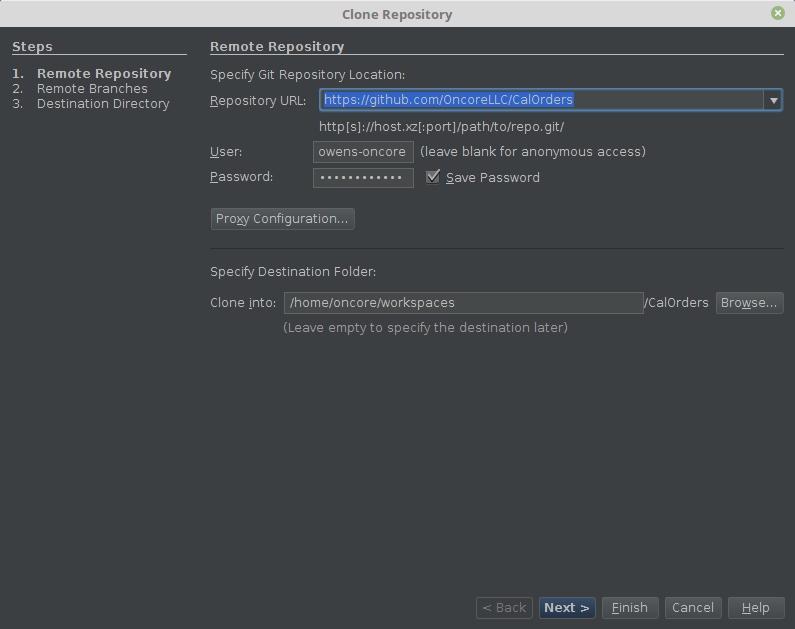 Clone Repository
Steps
1. Remote Repository
2. Remote Branches
3. Destination Directory
Remote Repository
Specify Git Repository Location:
Repository URL: https://github.com/OncoreLLC/CalOrders
http[s]://host.xz[:port]/path/to/repo.git/
User: owens-oncore (leave blank for anonymous access)
Password: •••••••••••• Save Password
Proxy Configuration...
Specify Destination Folder:
Clone into: /home/oncore/workspaces /CalOrders Browse...
(Leave empty to specify the destination later)
< Back Next > Finish Cancel Help